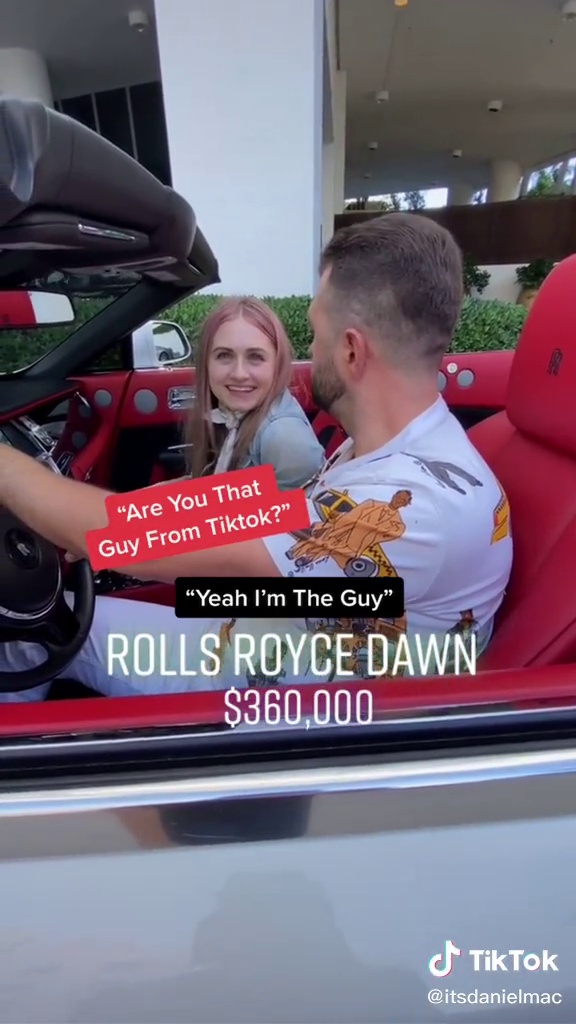 “Are You That
Guy From Tiktok?”
“Yeah I’m The Guy”
ROLLS ROYCE DAWN
$360,000
TikTok
@itsdanielmac